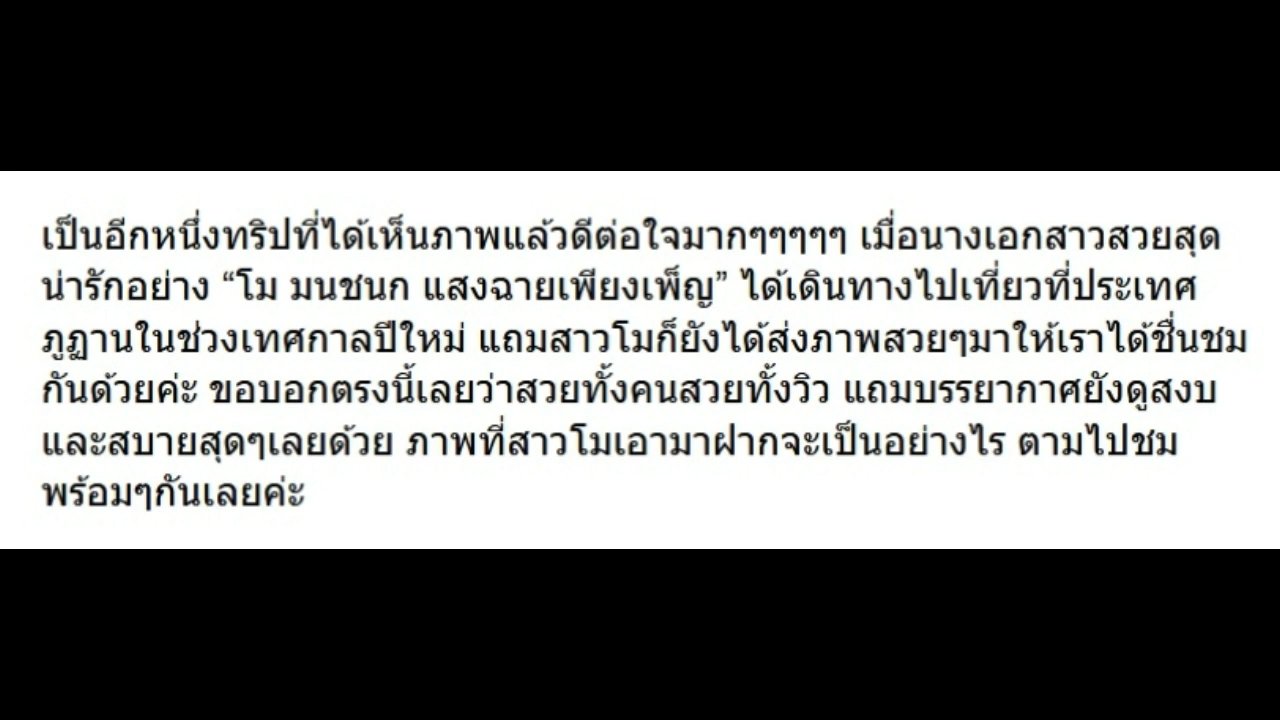 เป็นอีกหนึ่งทริปที่ได้เห็นภาพแล้วดีต่อใจมากๆๆๆๆๆ เมื่อนางเอกสาวสวยสุด
น่ารักอย่าง “โม มนชนก แสงฉายเพียงเพ็ญ” ได้เดินทางไปเที่ยวที่ประเทศ
ภูฏานในช่วงเทศกาลปีใหม่ แถมสาวโมก็ยังได้ส่งภาพสวยๆมาให้เราได้ชื่นชม
กันด้วยค่ะ ขอบอกตรงนี้เลยว่าสวยทั้งคนสวยทั้งวิว แถมบรรยากาศยังดูสงบ
และสบายสุดๆเลยด้วย ภาพที่สาวโมเอามาฝากจะเป็นอย่างไร ตามไปชม
พร้อมๆกันเลยค่ะ